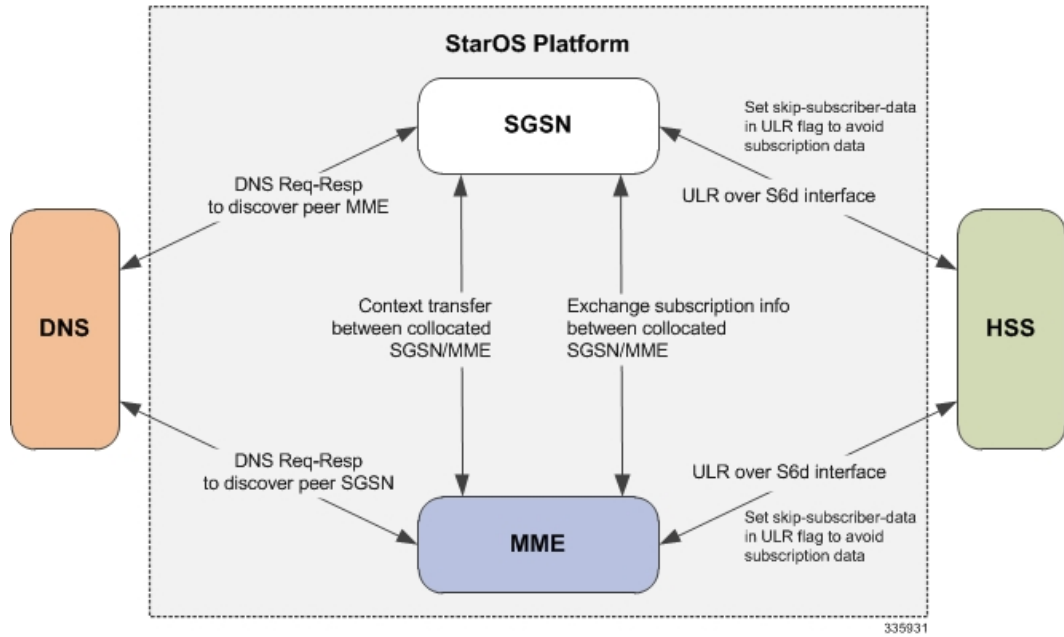 StarOS Platform
SGSN
Set skip-subscriber-data
in ULR flag to avoid
subscription data
DNS Req-Resp
to discover peer MME
ULR over S6d interface
DNS
Context transfer
between collocated
SGSN/MME
Exchange subscription info
between collocated
SGSN/MME
HSS
DNS Req-Resp
to discover peer SGSN
ULR over S6d interface
MME
Set skip-subscriber-data
in ULR flag to avoid
subscription data
335931